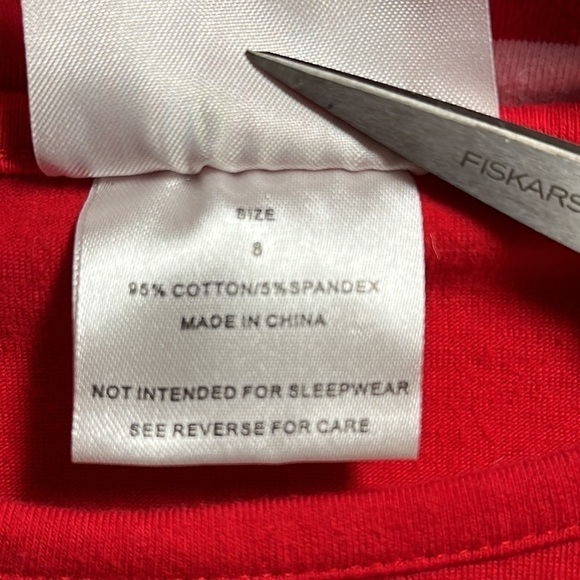 FISKARS
SIZE
8
95% COTTON/5%SPANDEX
MADE IN CHINA
NOT INTENDED FOR SLEEPWEAR
SEE REVERSE FOR CARE